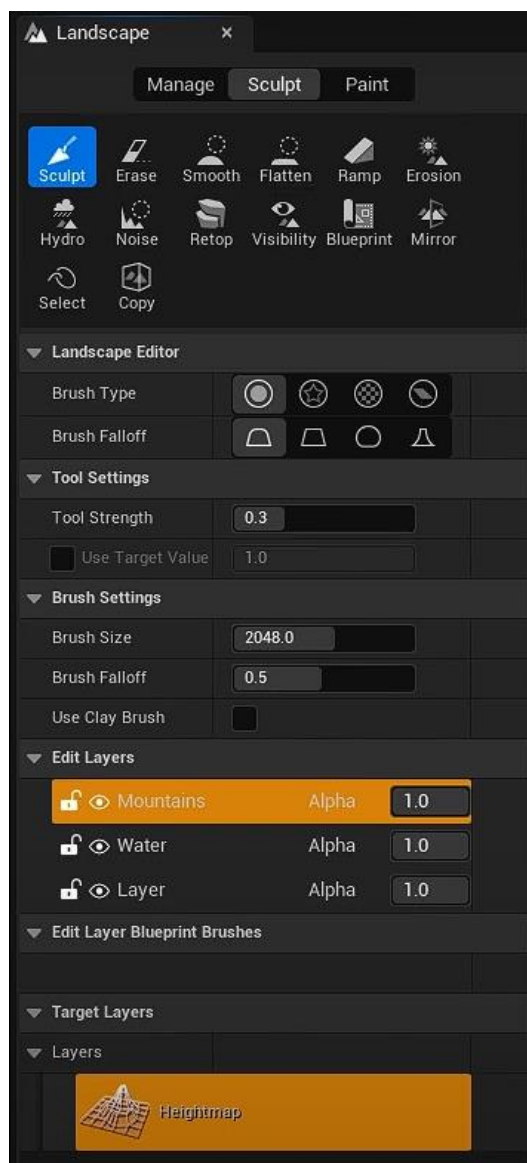 Landscape
Manage Sculpt Paint
Sculpt Erase Smooth Flatten Ramp Erosion
Hydro Noise Retop Visibility Blueprint Mirror
Select Copy
Landscape Editor
Brush Type
Brush Falloff
Tool Settings
Tool Strength 0.3
Use Target Value 1.0
Brush Settings
Brush Size 2048.0
Brush Falloff 0.5
Use Clay Brush
Edit Layers
Mountains Alpha 1.0
Water Alpha 1.0
Layer Alpha 1.0
Edit Layer Blueprint Brushes
Target Layers
Layers
Heightmap